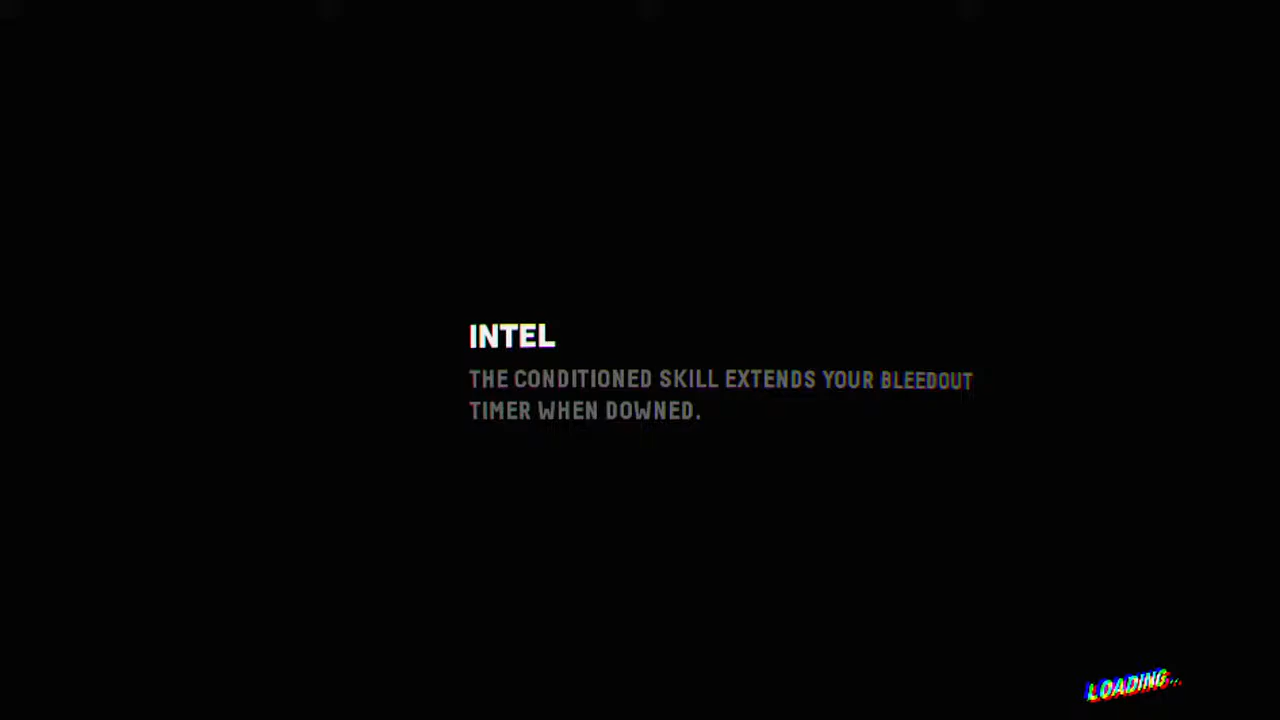 INTEL
THE CONDITIONED SKILL EXTENDS YOUR BLEEDOUT
TIMER WHEN DOWNED.
LOADING...